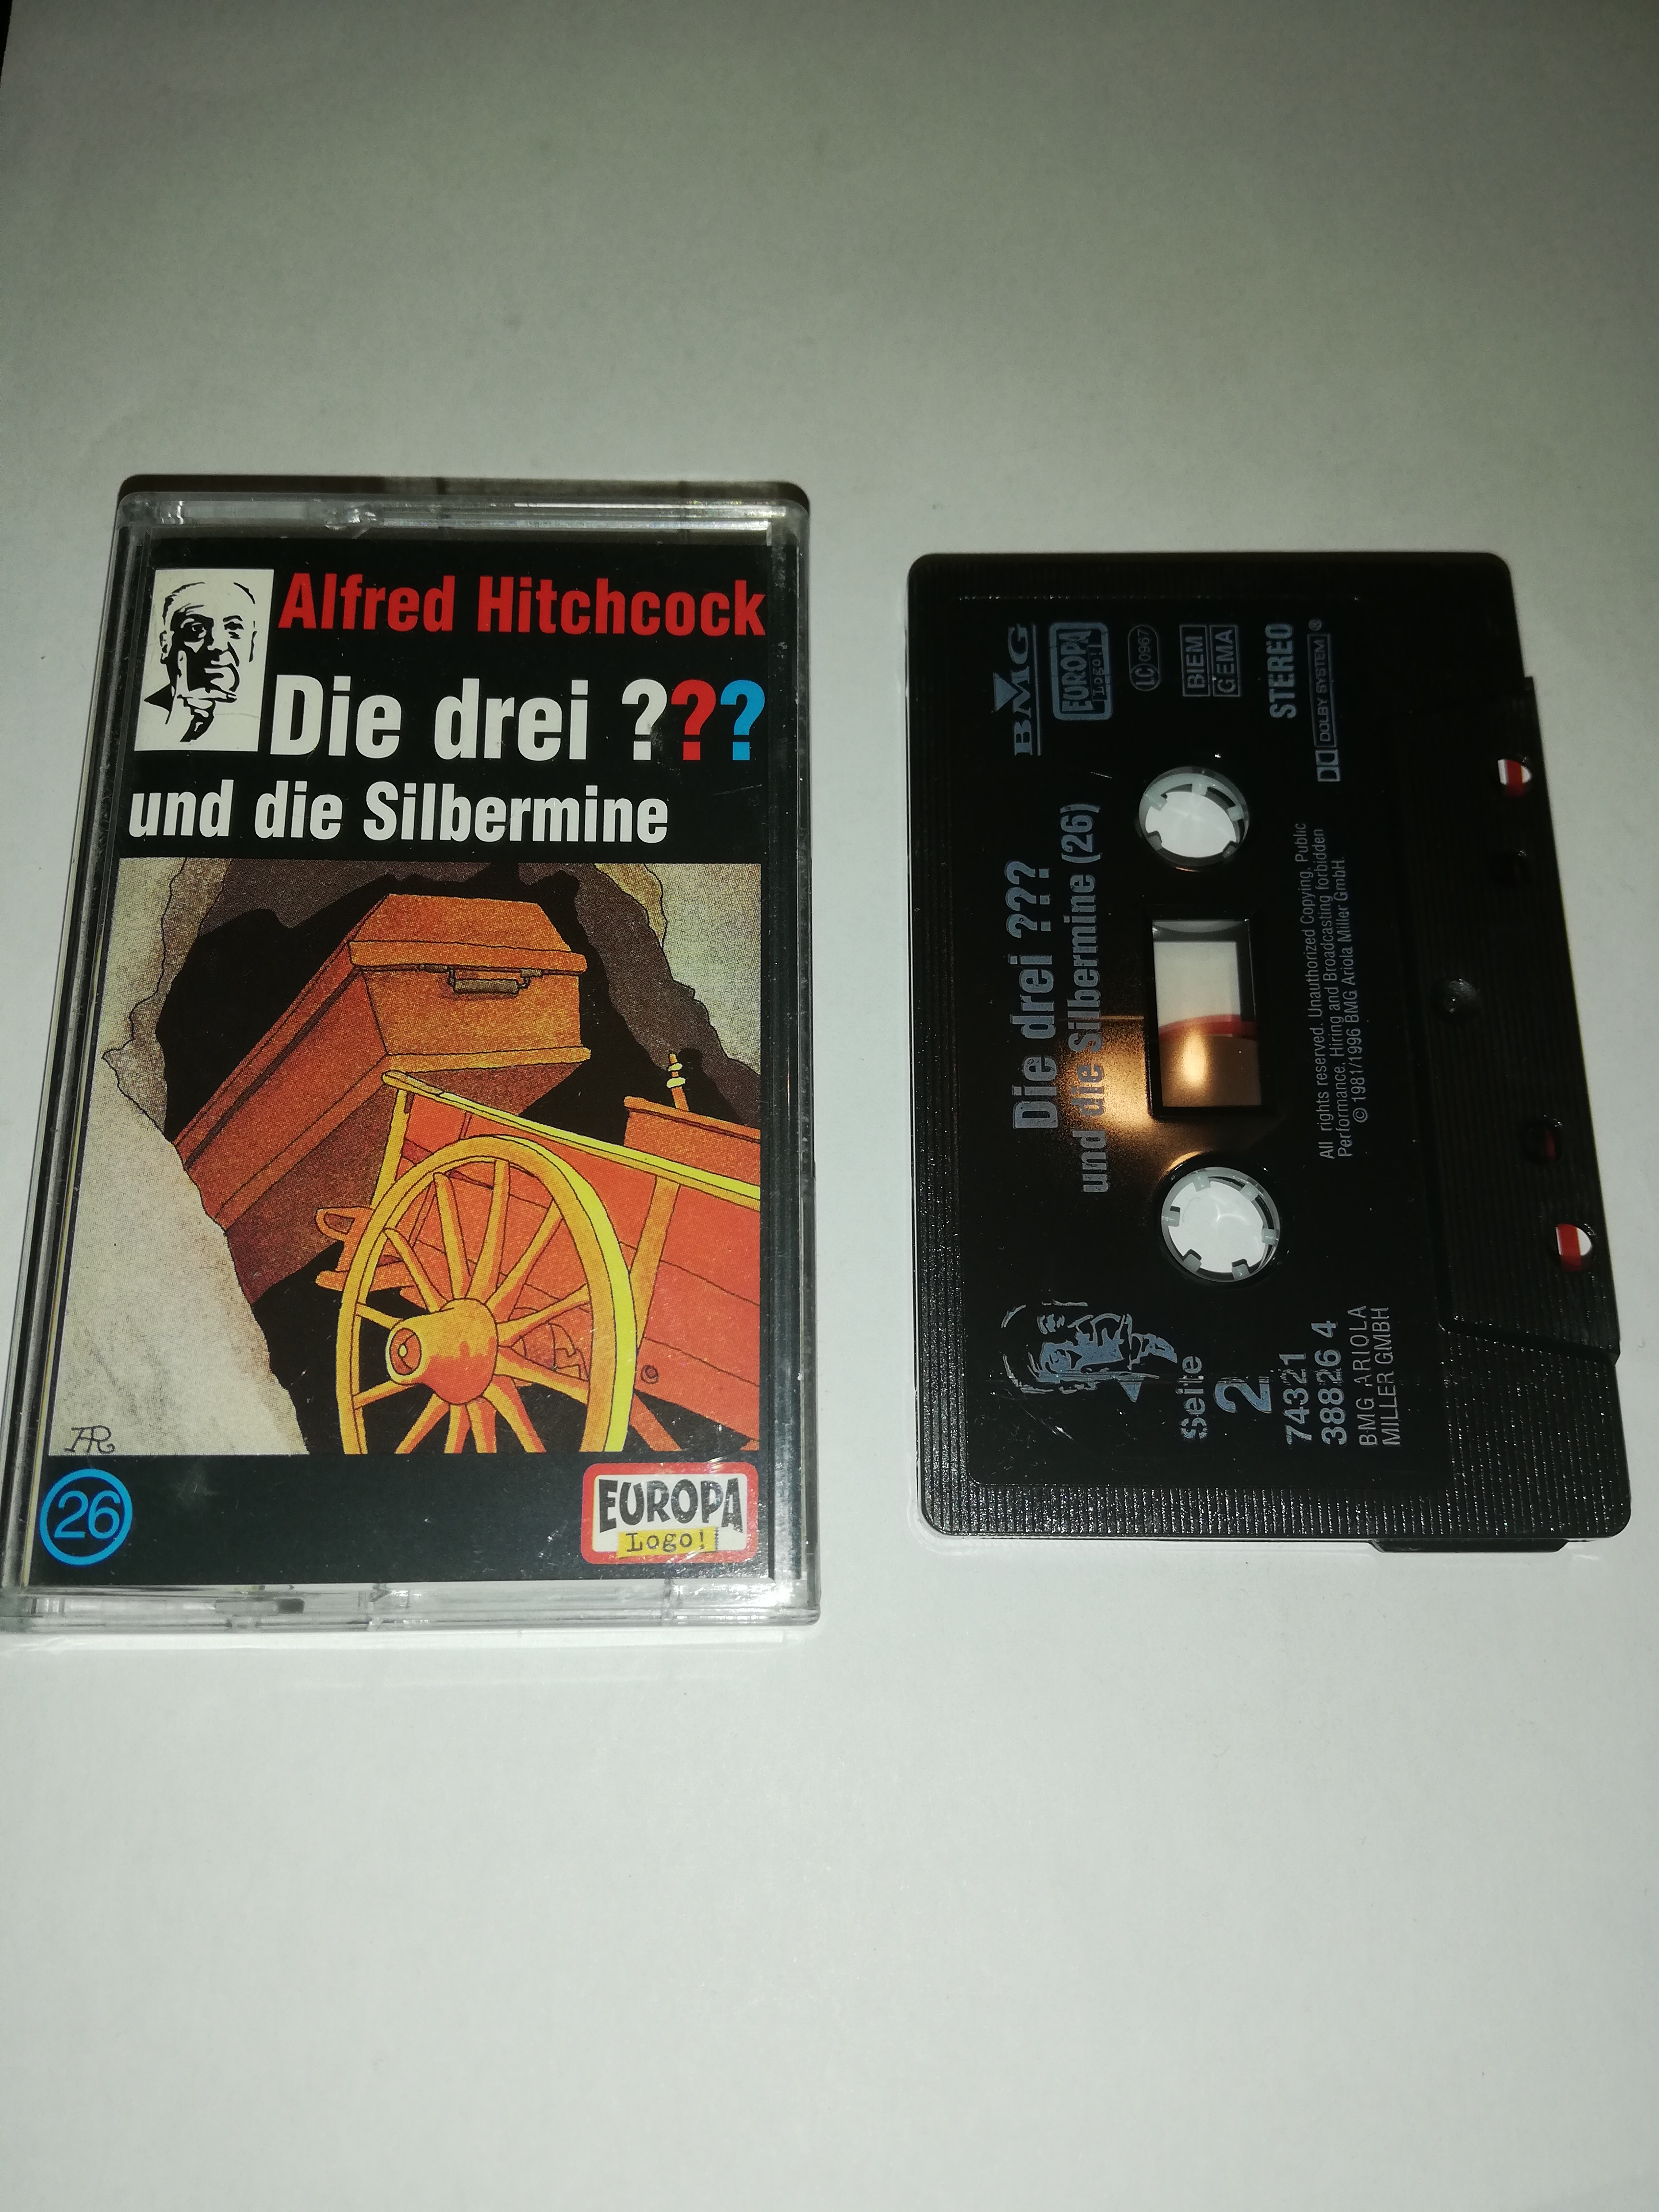 Alfred Hitchcock
Die drei ???
und die Silbermine
AR
26
EUROPA
Logo!
BMG
EUROPA
Logo!
LC 0967
BIEM
GEMA
STEREO
DOLBY SYSTEM ®
Die drei ???
und die Silbermine (26)
All rights reserved. Unauthorized Copying, Public
Performance, Hiring and Broadcasting forbidden
© 1981/1996 BMG Ariola Miller GmbH.
Seite
2
74321
38826 4
BMG ARIOLA
MILLER GMBH